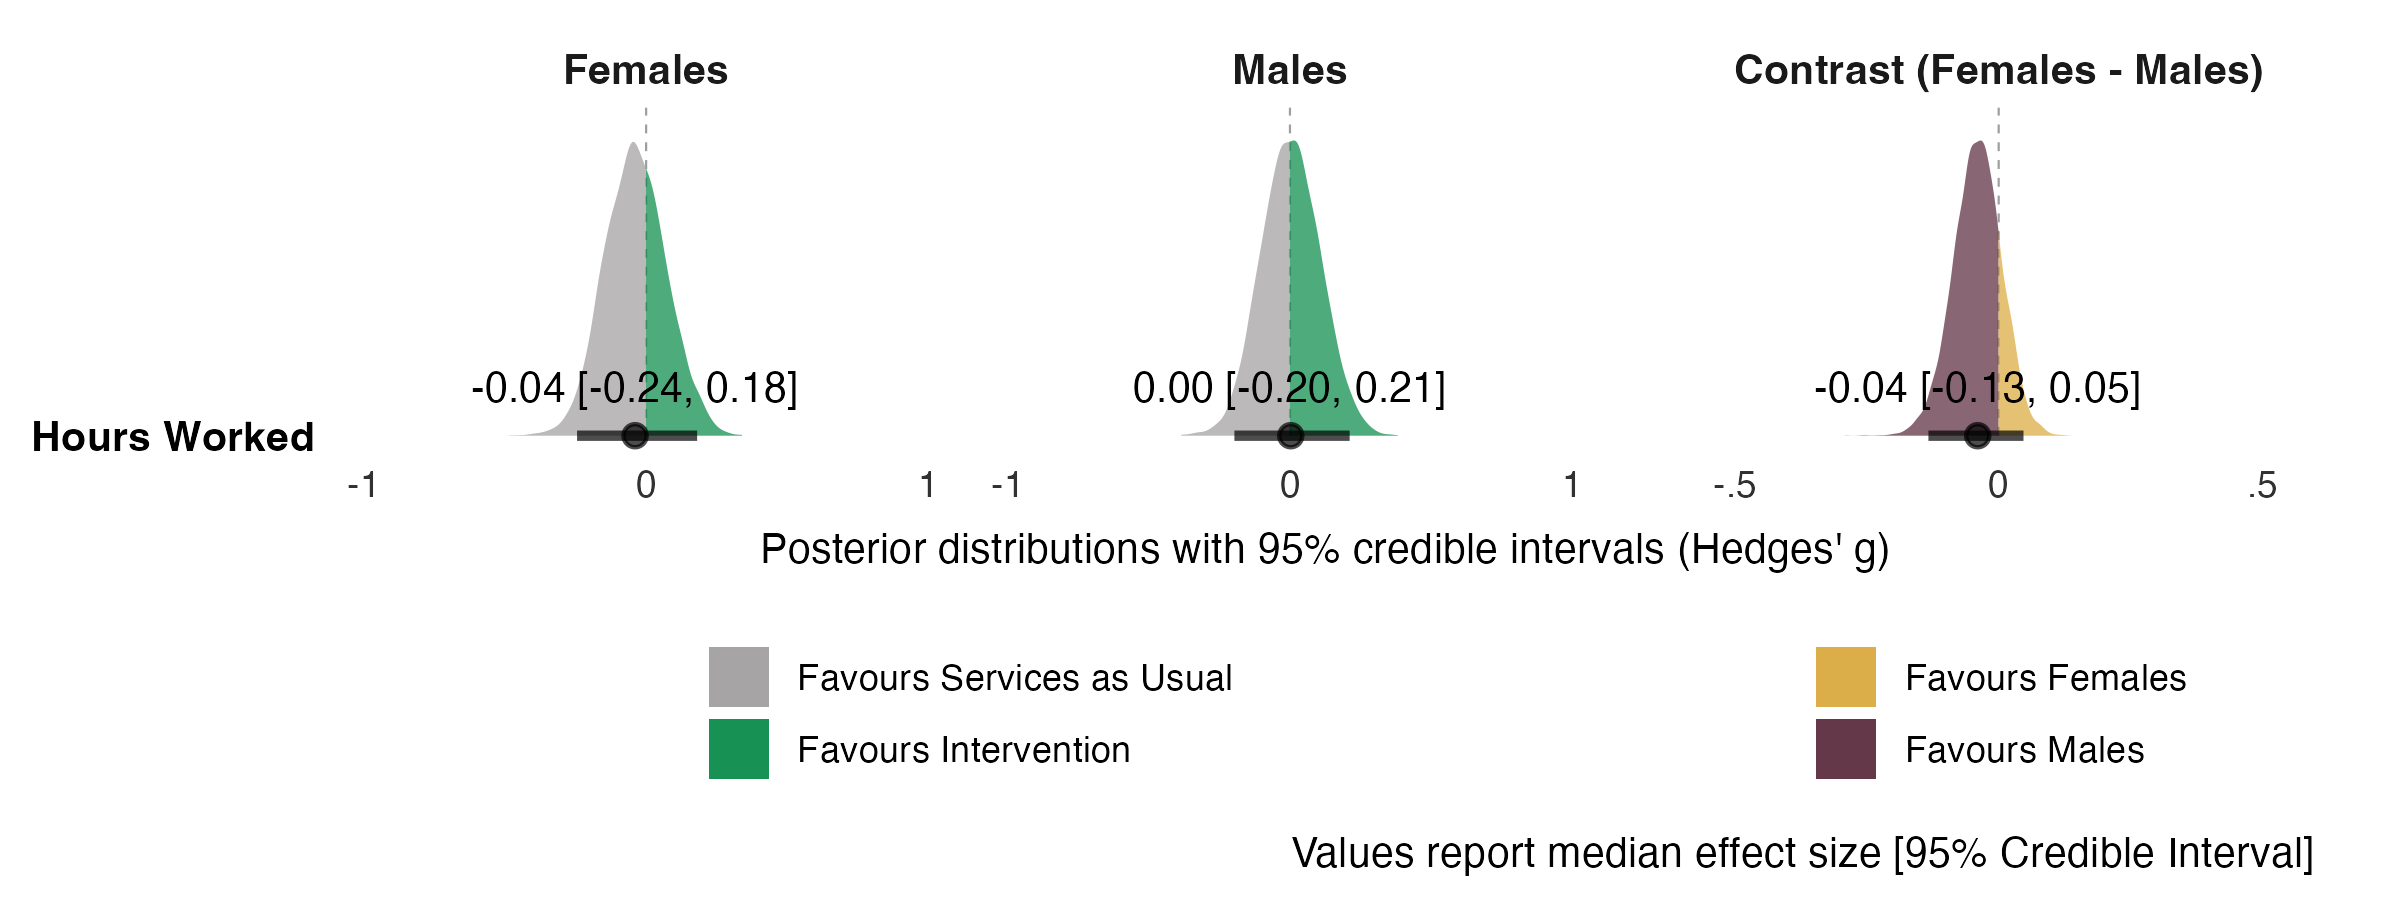 Females Males Contrast (Females - Males)
-0.04 [-0.24, 0.18] 0.00 [-0.20, 0.21] -0.04 [-0.13, 0.05]
Hours Worked
-1 0 1 -1 0 1 -.5 0 .5
Posterior distributions with 95% credible intervals (Hedges' g)
Favours Services as Usual Favours Females
Favours Intervention Favours Males
Values report median effect size [95% Credible Interval]